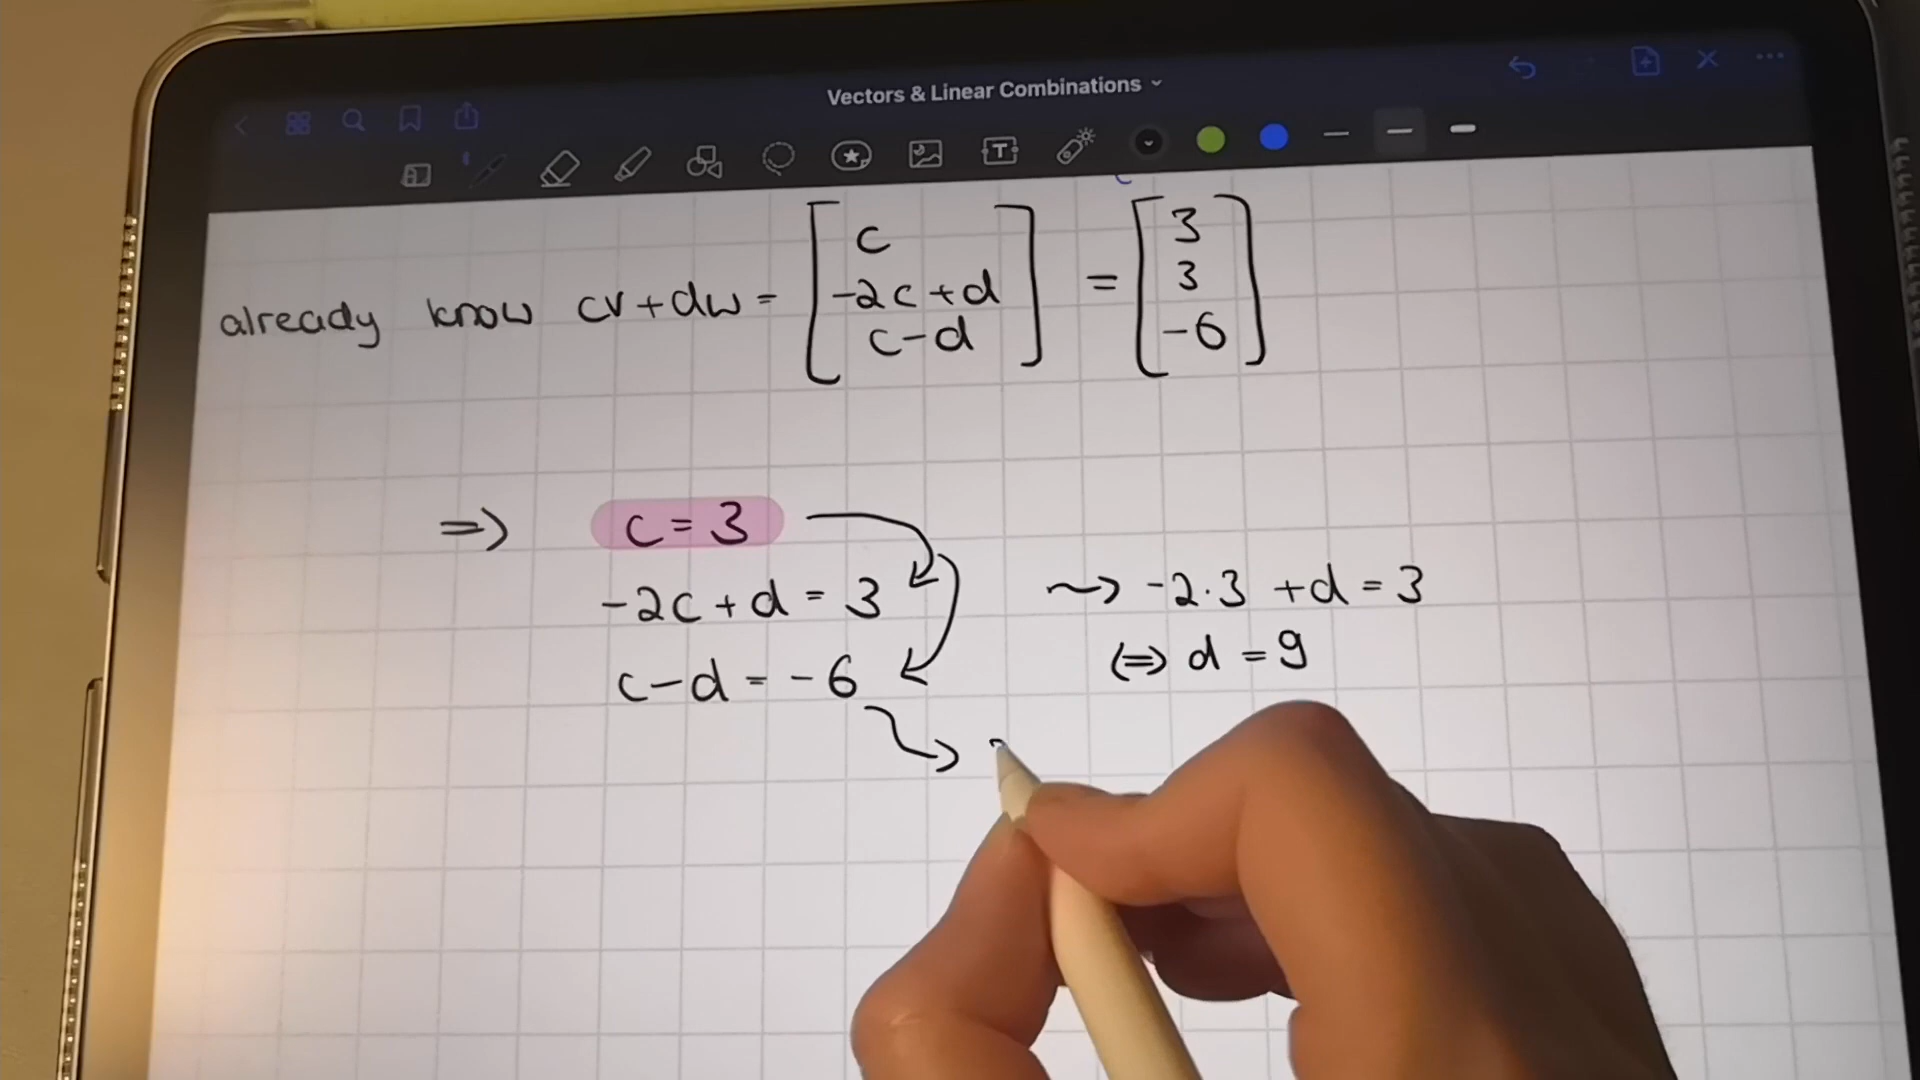 Vectors & Linear Combinations
already know cv+dw = [c -2c+d c-d] = [3 3 -6]
=> c = 3
-2c+d = 3 ~> -2·3 +d = 3
<=> d = 9
c-d = -6